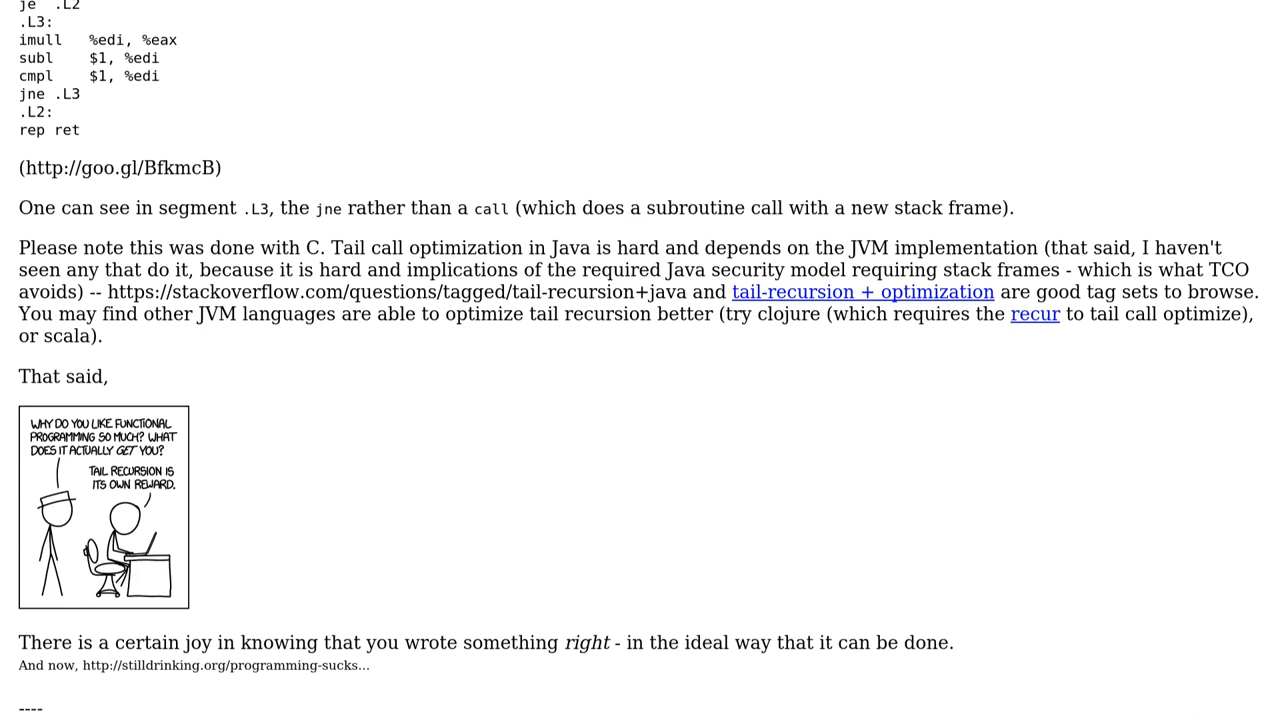 je  .L2
.L3:
imull   %edi, %eax
subl    $1, %edi
cmpl    $1, %edi
jne .L3
.L2:
rep ret
(http://goo.gl/BfkmcB)
One can see in segment .L3, the jne rather than a call (which does a subroutine call with a new stack frame).
Please note this was done with C. Tail call optimization in Java is hard and depends on the JVM implementation (that said, I haven't
seen any that do it, because it is hard and implications of the required Java security model requiring stack frames - which is what TCO
avoids) -- https://stackoverflow.com/questions/tagged/tail-recursion+java and tail-recursion + optimization are good tag sets to browse.
You may find other JVM languages are able to optimize tail recursion better (try clojure (which requires the recur to tail call optimize),
or scala).
That said,
WHY DO YOU LIKE FUNCTIONAL
PROGRAMMING SO MUCH? WHAT
DOES IT ACTUALLY GET YOU?
TAIL RECURSION IS
ITS OWN REWARD.
There is a certain joy in knowing that you wrote something right - in the ideal way that it can be done.
And now, http://stilldrinking.org/programming-sucks...
----